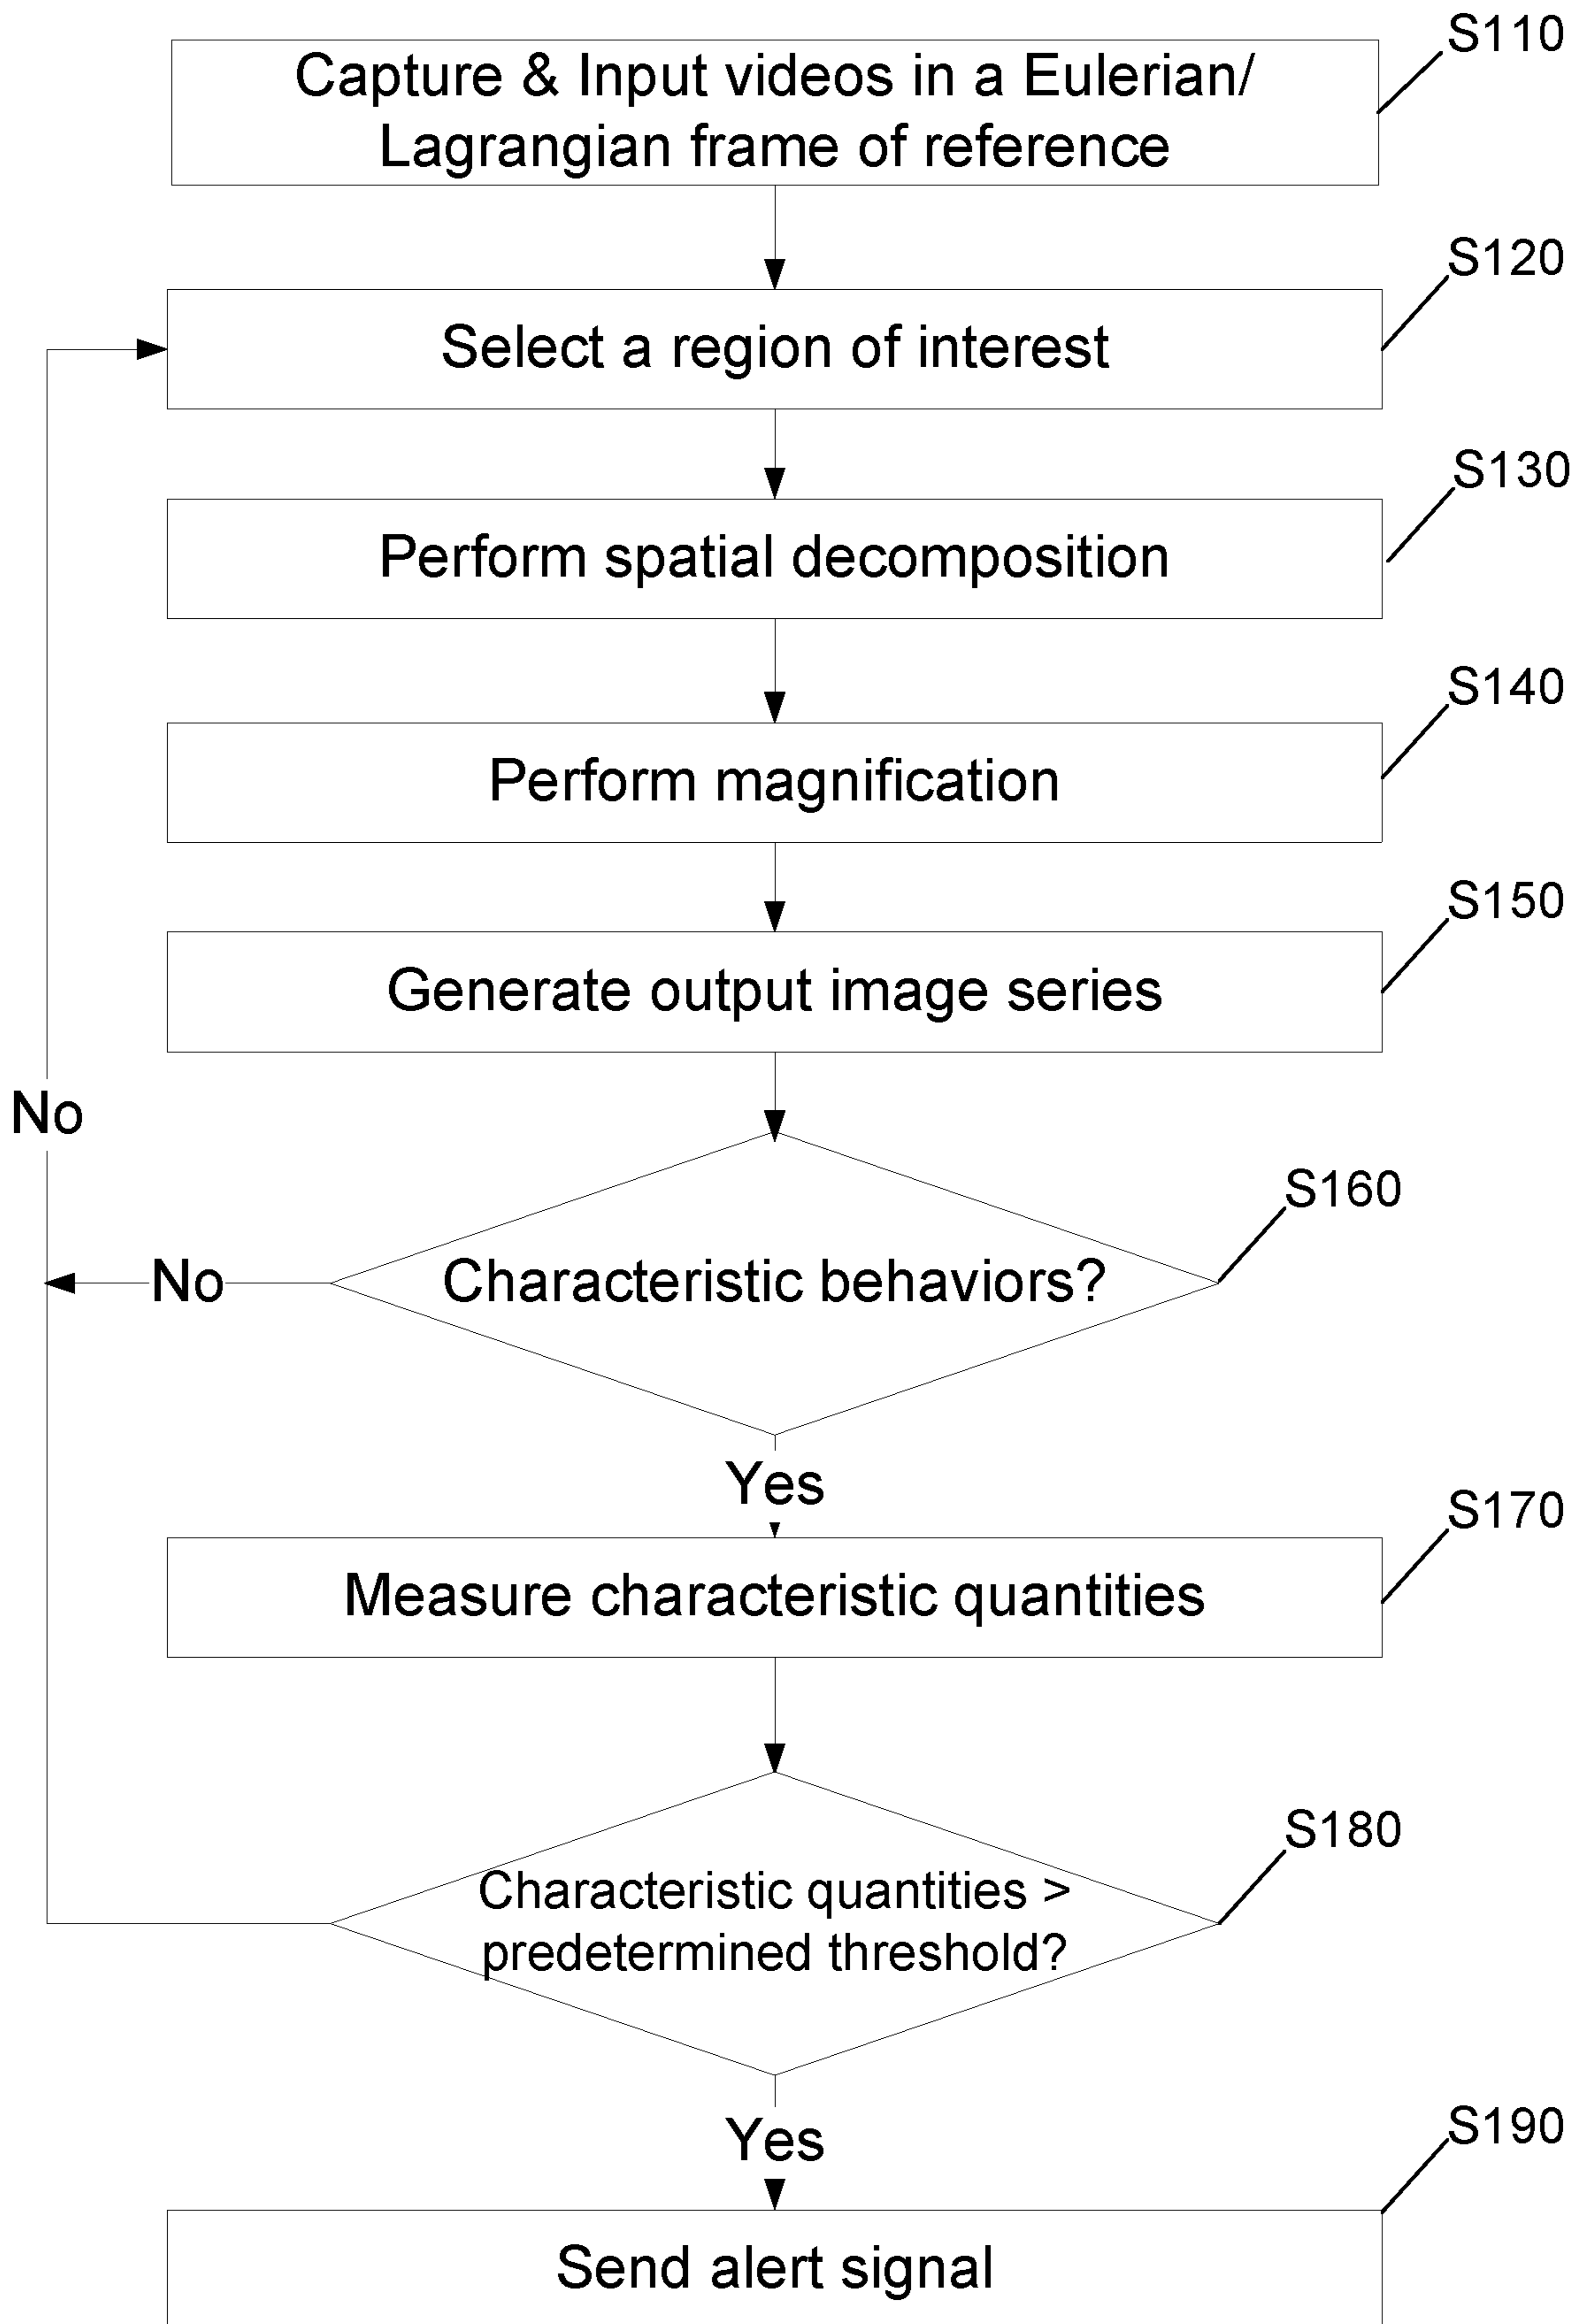 S110
Capture & Input videos in a Eulerian/
Lagrangian frame of reference
S120
Select a region of interest
S130
Perform spatial decomposition
S140
Perform magnification
S150
Generate output image series
No
S160
No
Characteristic behaviors?
Yes
S170
Measure characteristic quantities
S180
Characteristic quantities >
predetermined threshold?
Yes
S190
Send alert signal